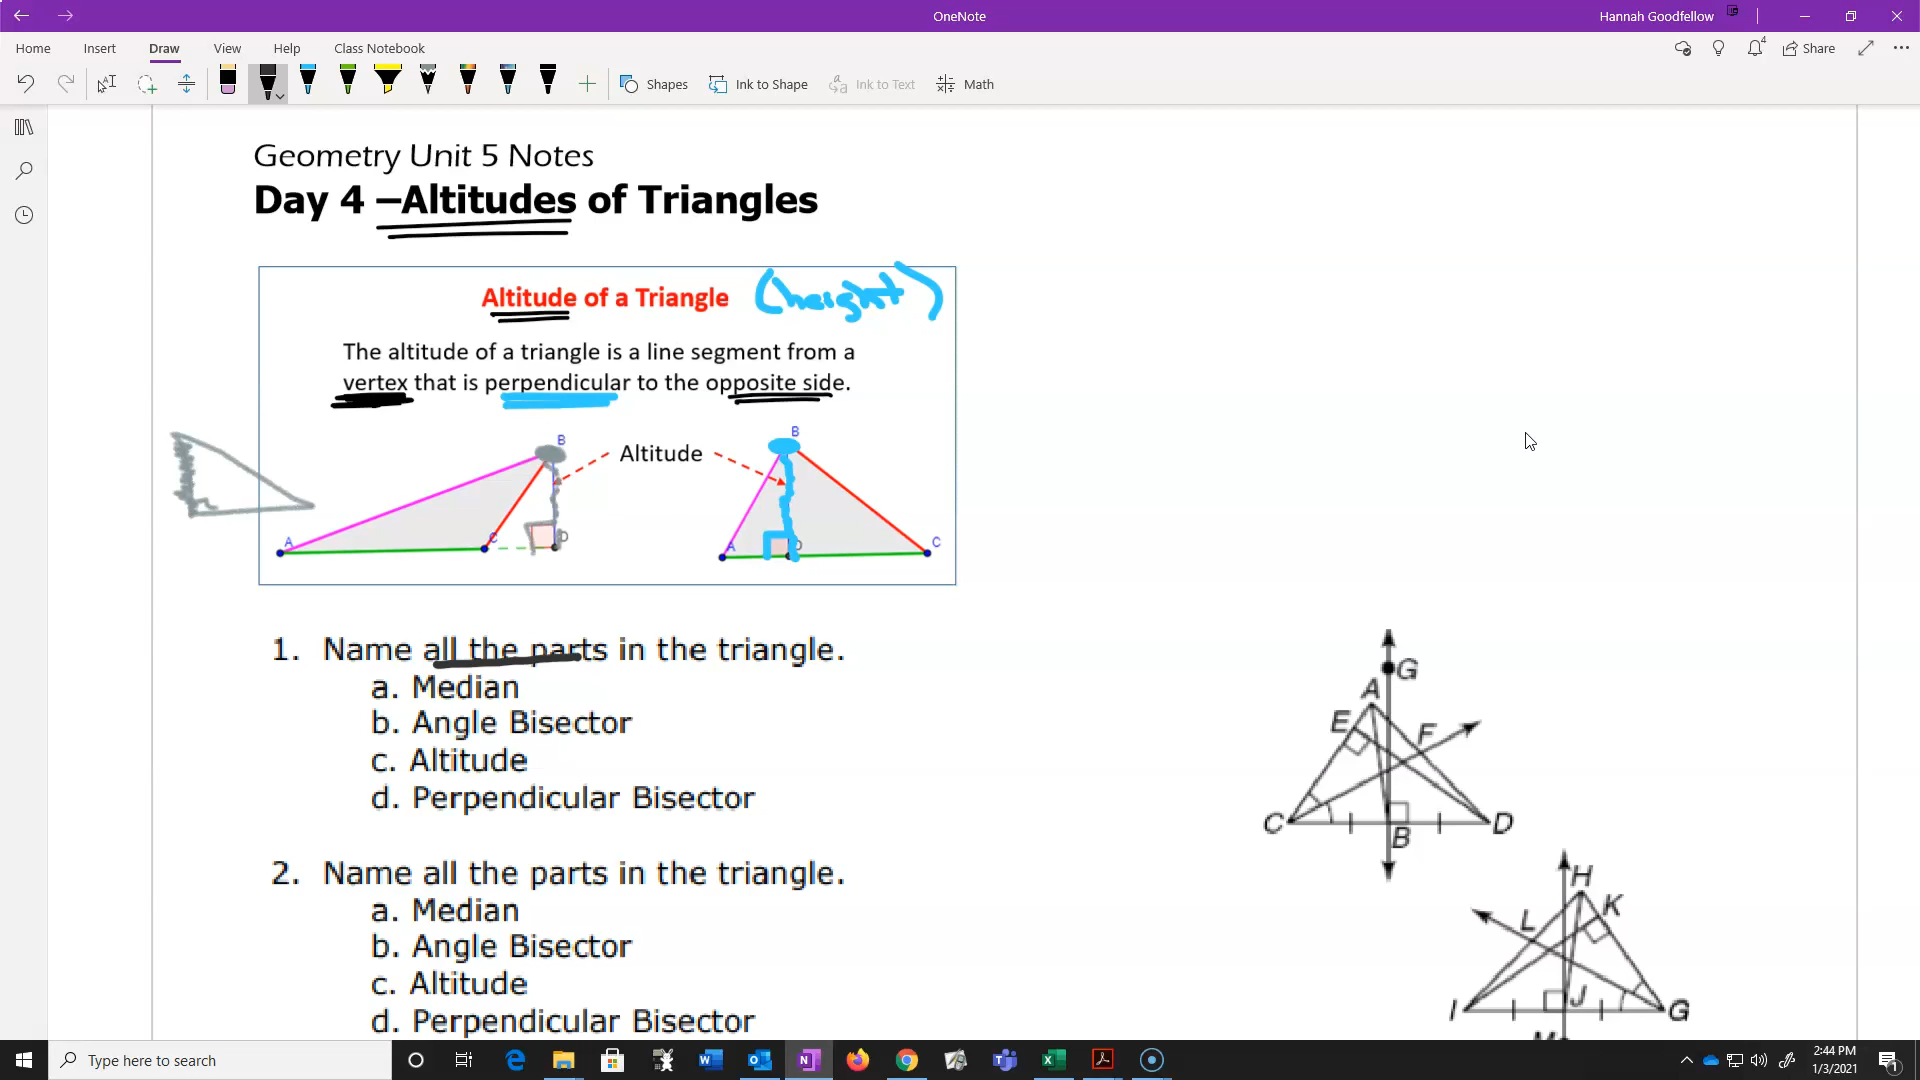 OneNote
Hannah Goodfellow
Home Insert Draw View Help Class Notebook
4 Share
Shapes Ink to Shape Ink to Text Math
Geometry Unit 5 Notes
Day 4 –Altitudes of Triangles
Altitude of a Triangle (height)
The altitude of a triangle is a line segment from a
vertex that is perpendicular to the opposite side.
B Altitude B
A C D A D C
1. Name all the parts in the triangle.
a. Median
b. Angle Bisector
c. Altitude
d. Perpendicular Bisector
G
A
E F
C B D
2. Name all the parts in the triangle.
a. Median
b. Angle Bisector
c. Altitude
d. Perpendicular Bisector
H
L K
I J G
Type here to search
2:44 PM
1/3/2021
1